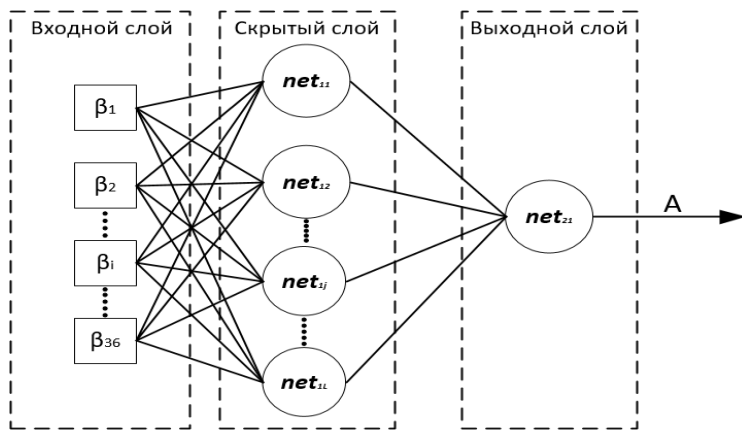 Входной слой
Скрытый слой
Выходной слой
β1
β2
βi
β36
net11
net12
net1j
net1L
net21
A